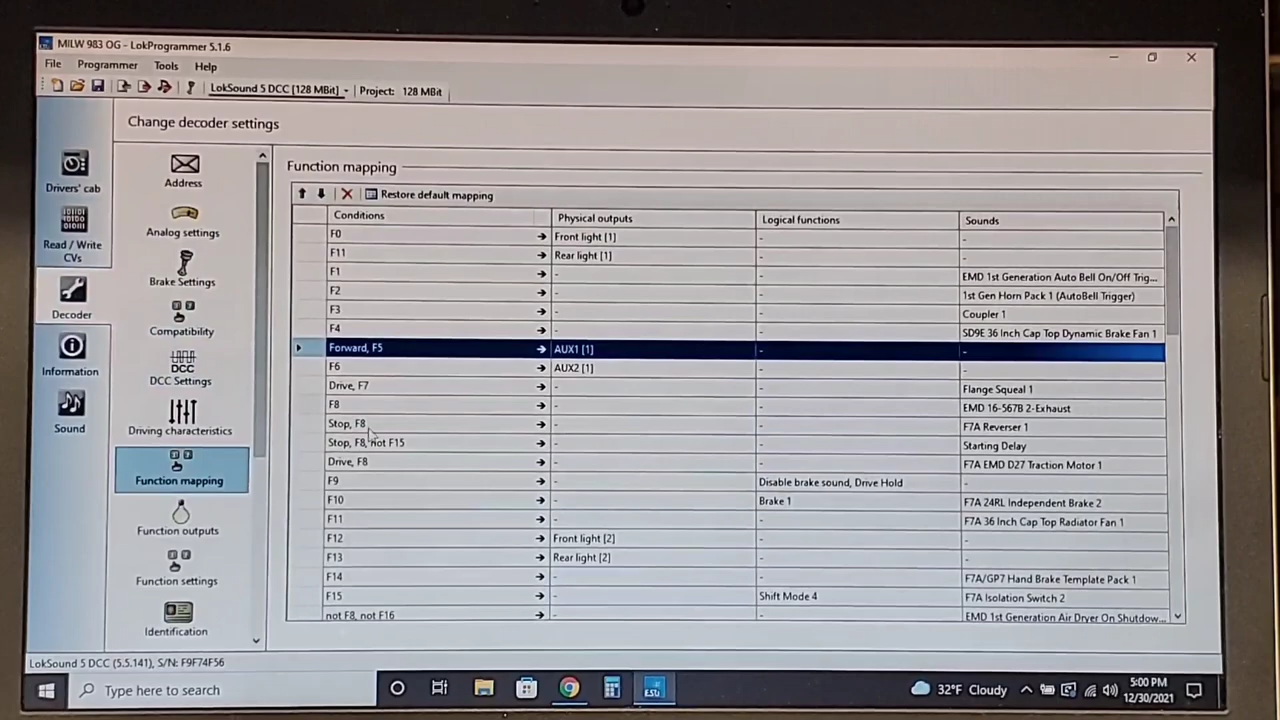 MILW 983 OG - LokProgrammer 5.1.6
File Programmer Tools Help
LokSound 5 DCC [128 MBit] Project: 128 MBit
Change decoder settings
Drivers' cab
Read / Write
CVs
Decoder
Information
Sound
Address
Analog settings
Brake Settings
Compatibility
DCC
DCC Settings
Driving characteristics
Function mapping
Function outputs
Function settings
Identification
Function mapping
Restore default mapping
Conditions Physical outputs Logical functions Sounds
F0 Front light [1] - -
F11 Rear light [1] - -
F1 - - EMD 1st Generation Auto Bell On/Off Trig...
F2 - - 1st Gen Horn Pack 1 (AutoBell Trigger)
F3 - - Coupler 1
F4 - - SD9E 36 Inch Cap Top Dynamic Brake Fan 1
Forward, F5 AUX1 [1] - -
F6 AUX2 [1] - -
Drive, F7 - - Flange Squeal 1
F8 - - EMD 16-567B 2-Exhaust
Stop, F8 - - F7A Reverser 1
Stop, F8, not F15 - - Starting Delay
Drive, F8 - - F7A EMD D27 Traction Motor 1
F9 - Disable brake sound, Drive Hold -
F10 - Brake 1 F7A 24RL Independent Brake 2
F11 - - F7A 36 Inch Cap Top Radiator Fan 1
F12 Front light [2] - -
F13 Rear light [2] - -
F14 - - F7A/GP7 Hand Brake Template Pack 1
F15 - Shift Mode 4 F7A Isolation Switch 2
not F8, not F16 - - EMD 1st Generation Air Dryer On Shutdow...
LokSound 5 DCC (5.5.141), S/N: F9F74F56
Type here to search
ESU
32°F Cloudy
5:00 PM
12/30/2021